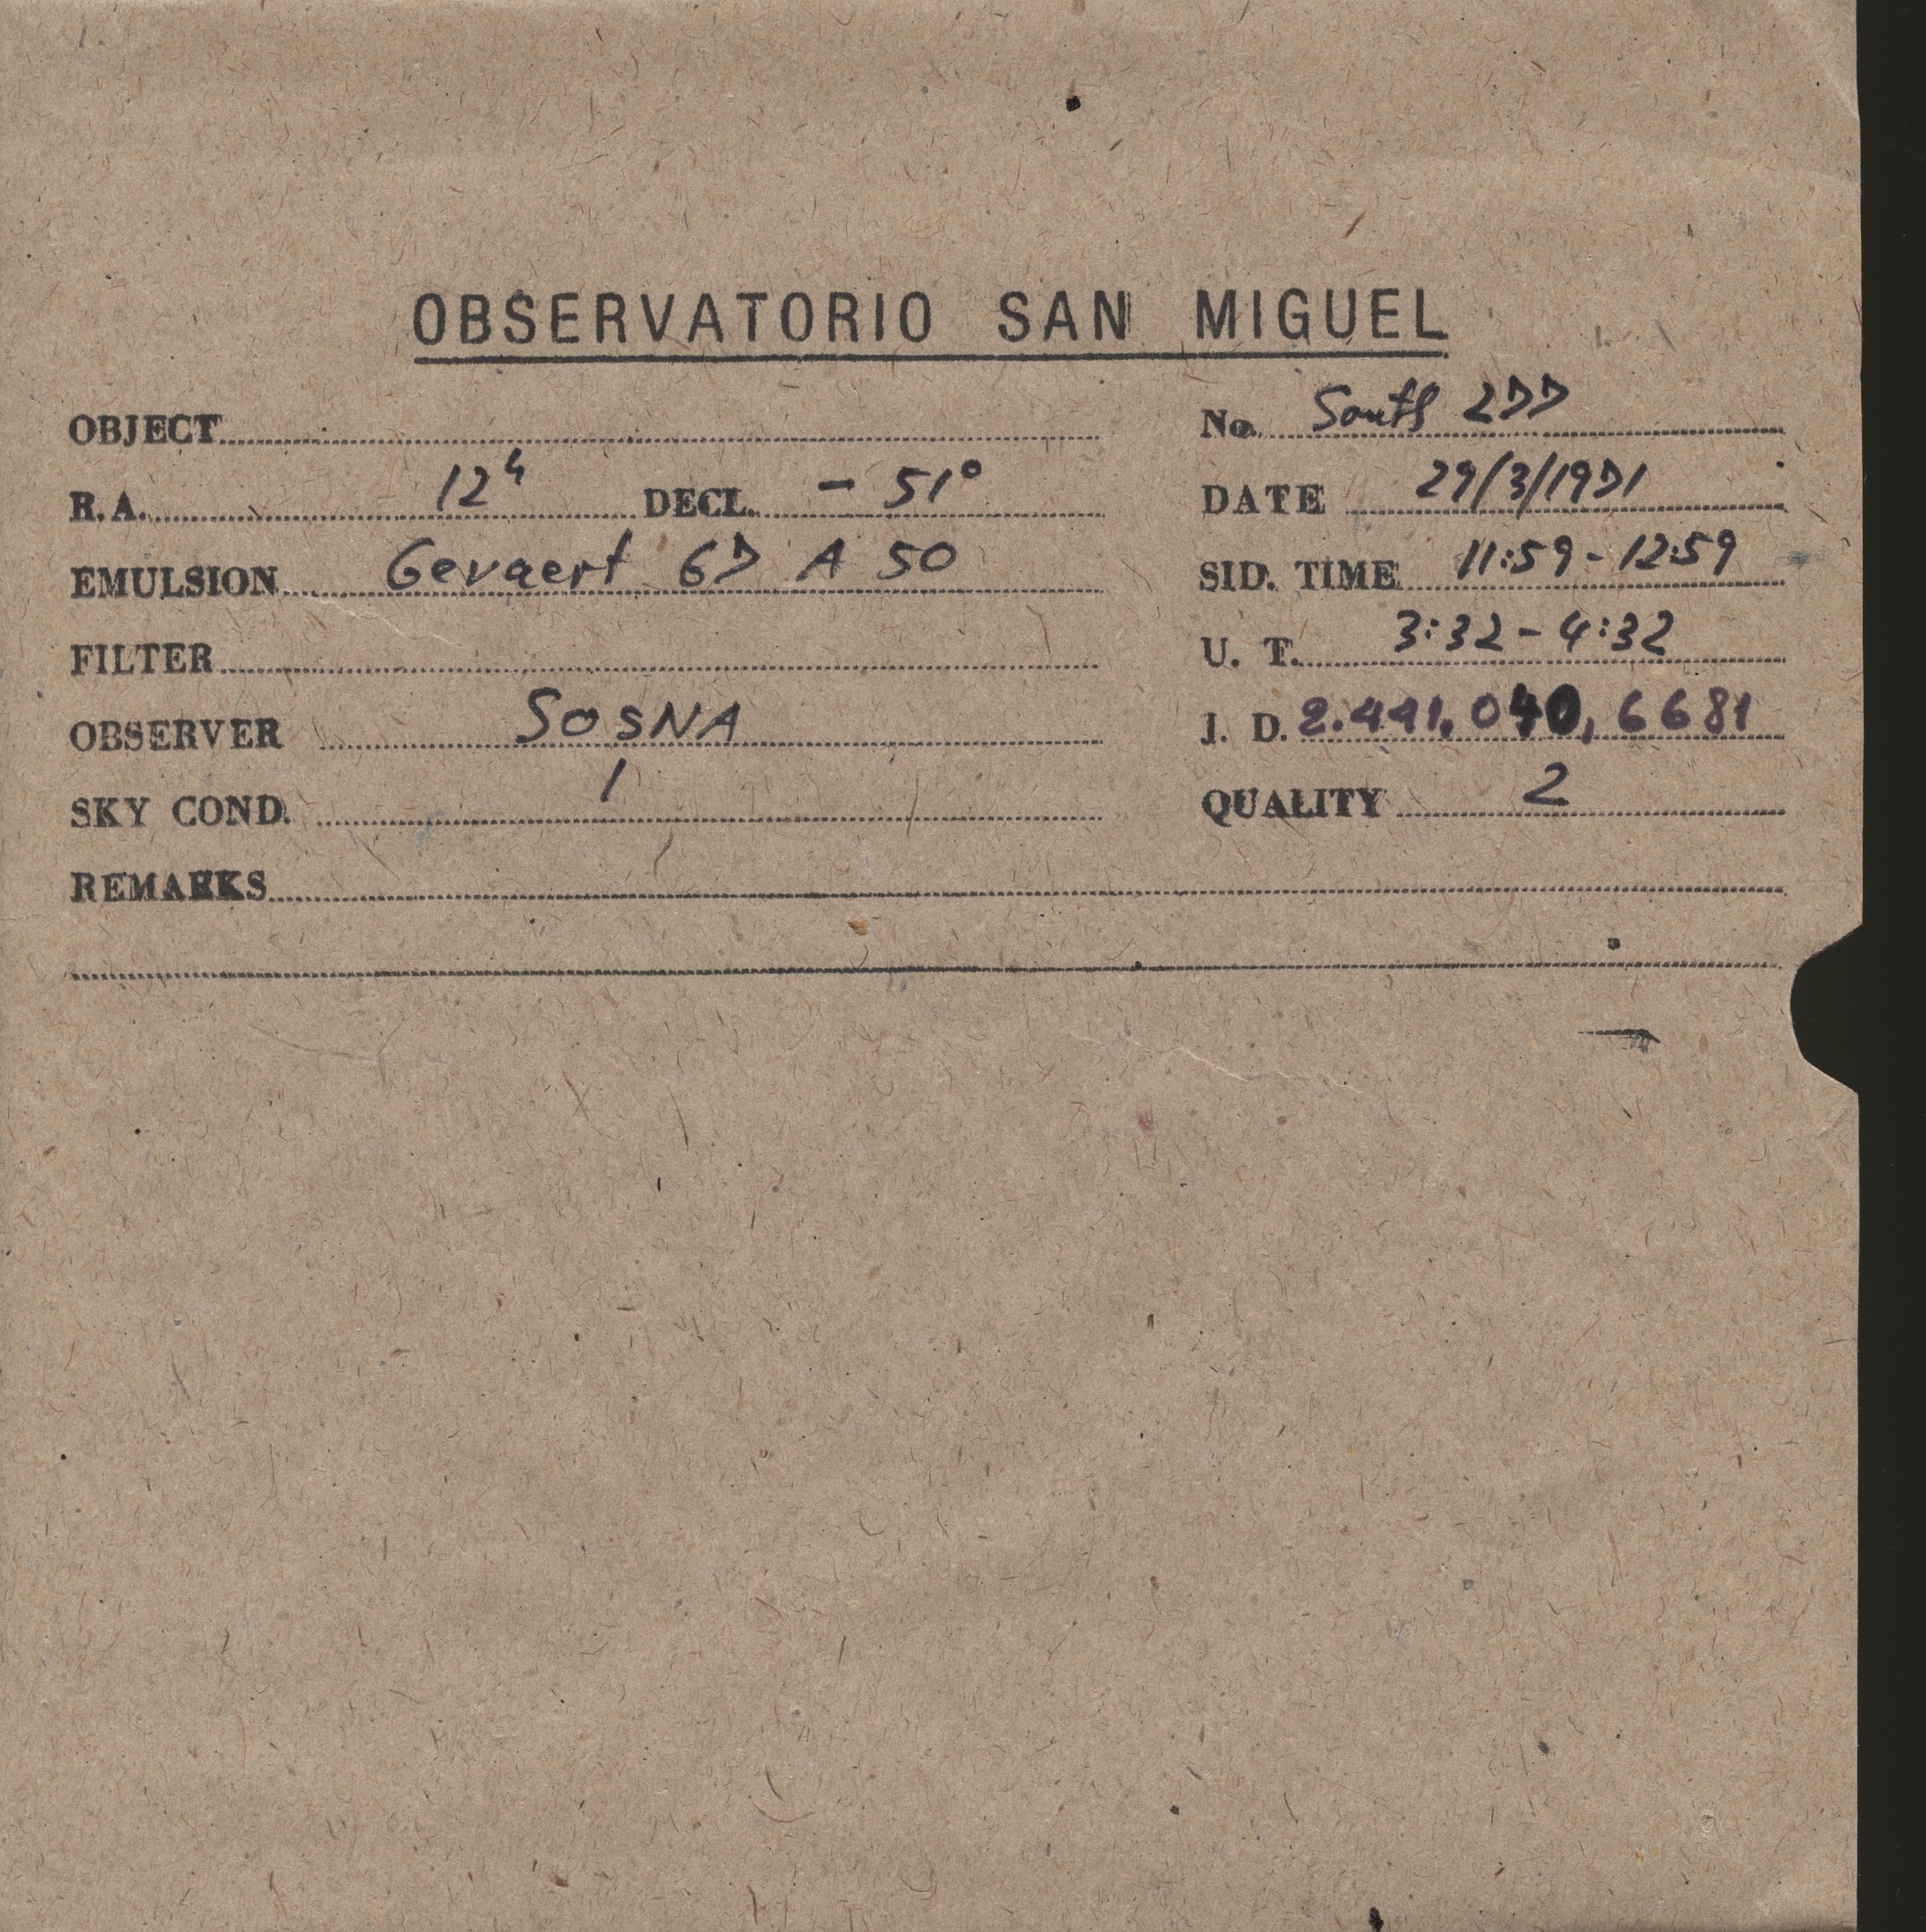 OBSERVATORIO SAN MIGUEL
OBJECT
No. South 277
R.A. 12h DECL. - 51°
DATE 29/3/1971
EMULSION Gevaert 67 A 50
SID. TIME 11:59 - 12:59
FILTER
U. T. 3:32 - 4:32
OBSERVER SOSNA
J. D. 2.441.040,6681
SKY COND. 1
QUALITY 2
REMARKS